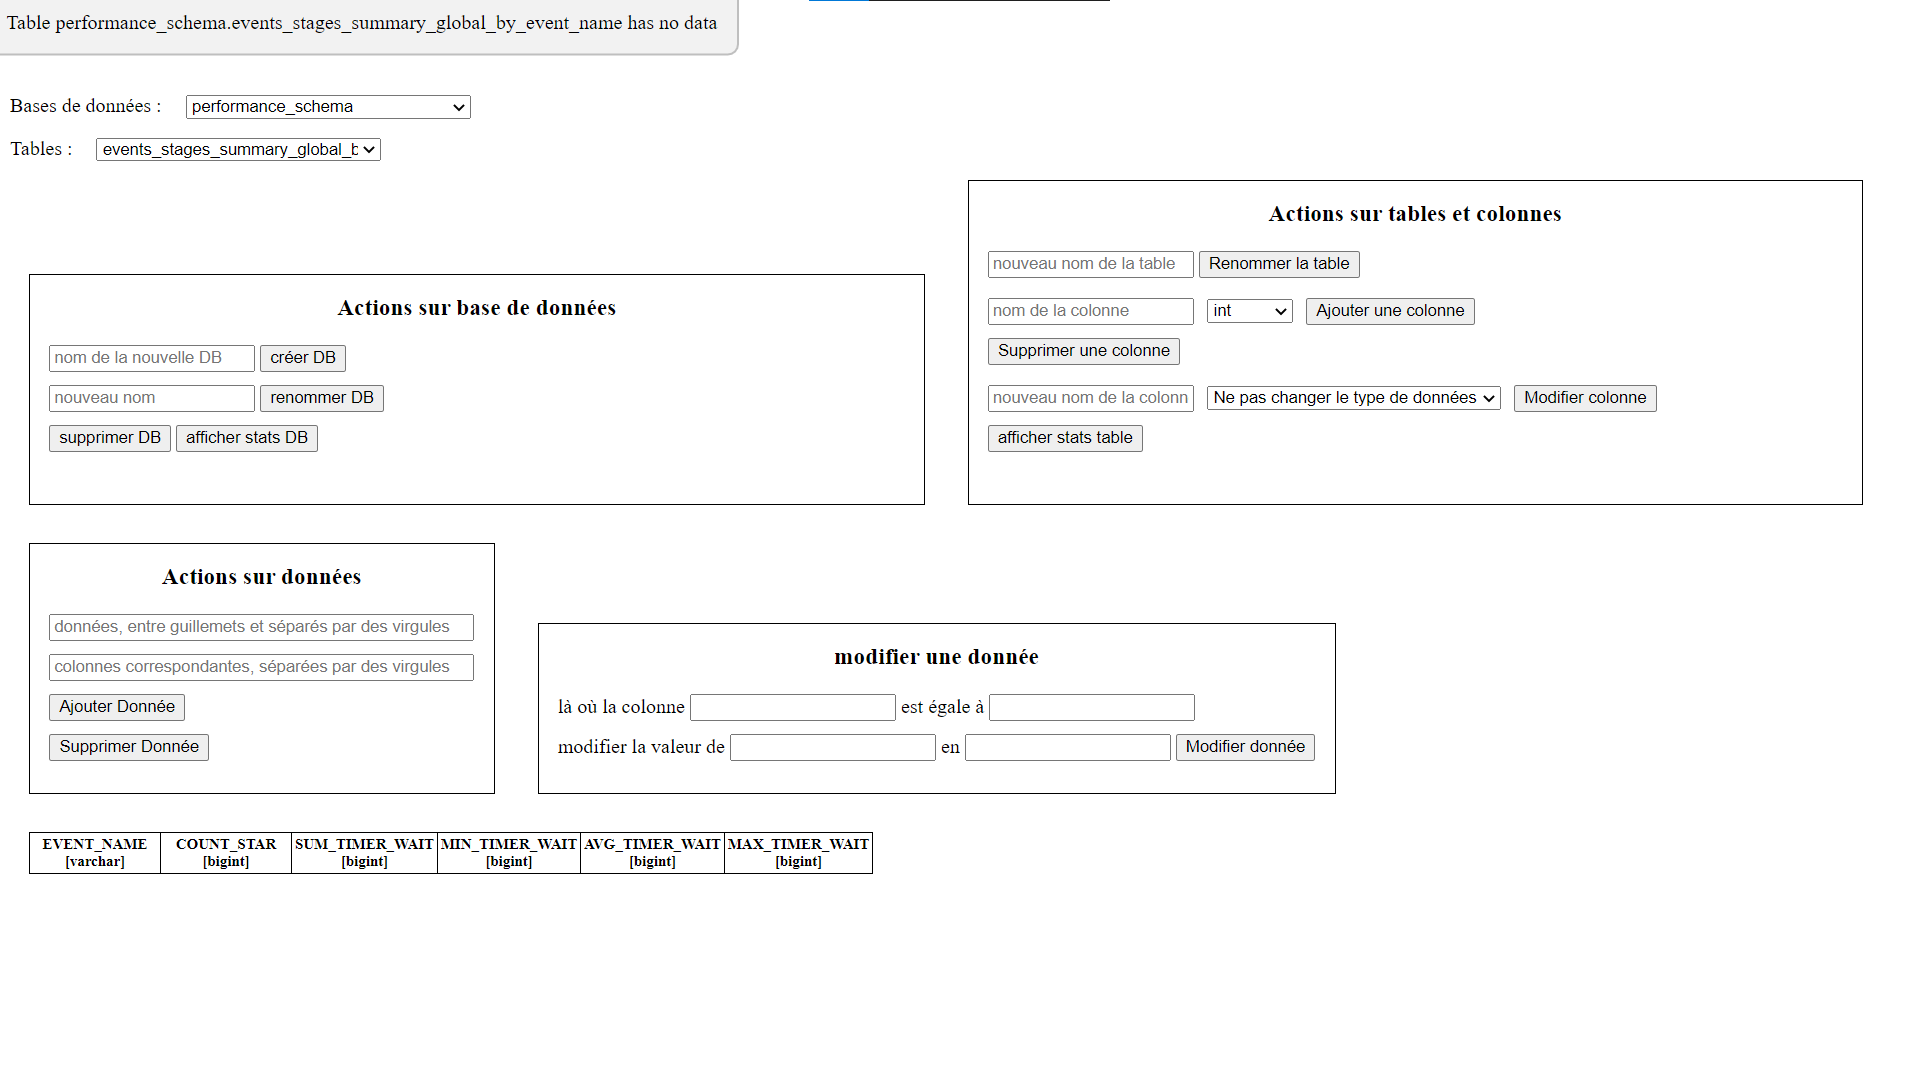 Table performance_schema.events_stages_summary_global_by_event_name has no data
Bases de données : performance_schema
Tables : events_stages_summary_global_b
Actions sur base de données
nom de la nouvelle DB créer DB
nouveau nom renommer DB
supprimer DB afficher stats DB
Actions sur tables et colonnes
nouveau nom de la table Renommer la table
nom de la colonne int Ajouter une colonne
Supprimer une colonne
nouveau nom de la colonn Ne pas changer le type de données Modifier colonne
afficher stats table
Actions sur données
données, entre guillemets et séparés par des virgules
colonnes correspondantes, séparées par des virgules
Ajouter Donnée
Supprimer Donnée
modifier une donnée
là où la colonne est égale à
modifier la valeur de en Modifier donnée
EVENT_NAME COUNT_STAR SUM_TIMER_WAIT MIN_TIMER_WAIT AVG_TIMER_WAIT MAX_TIMER_WAIT
[varchar] [bigint] [bigint] [bigint] [bigint] [bigint]